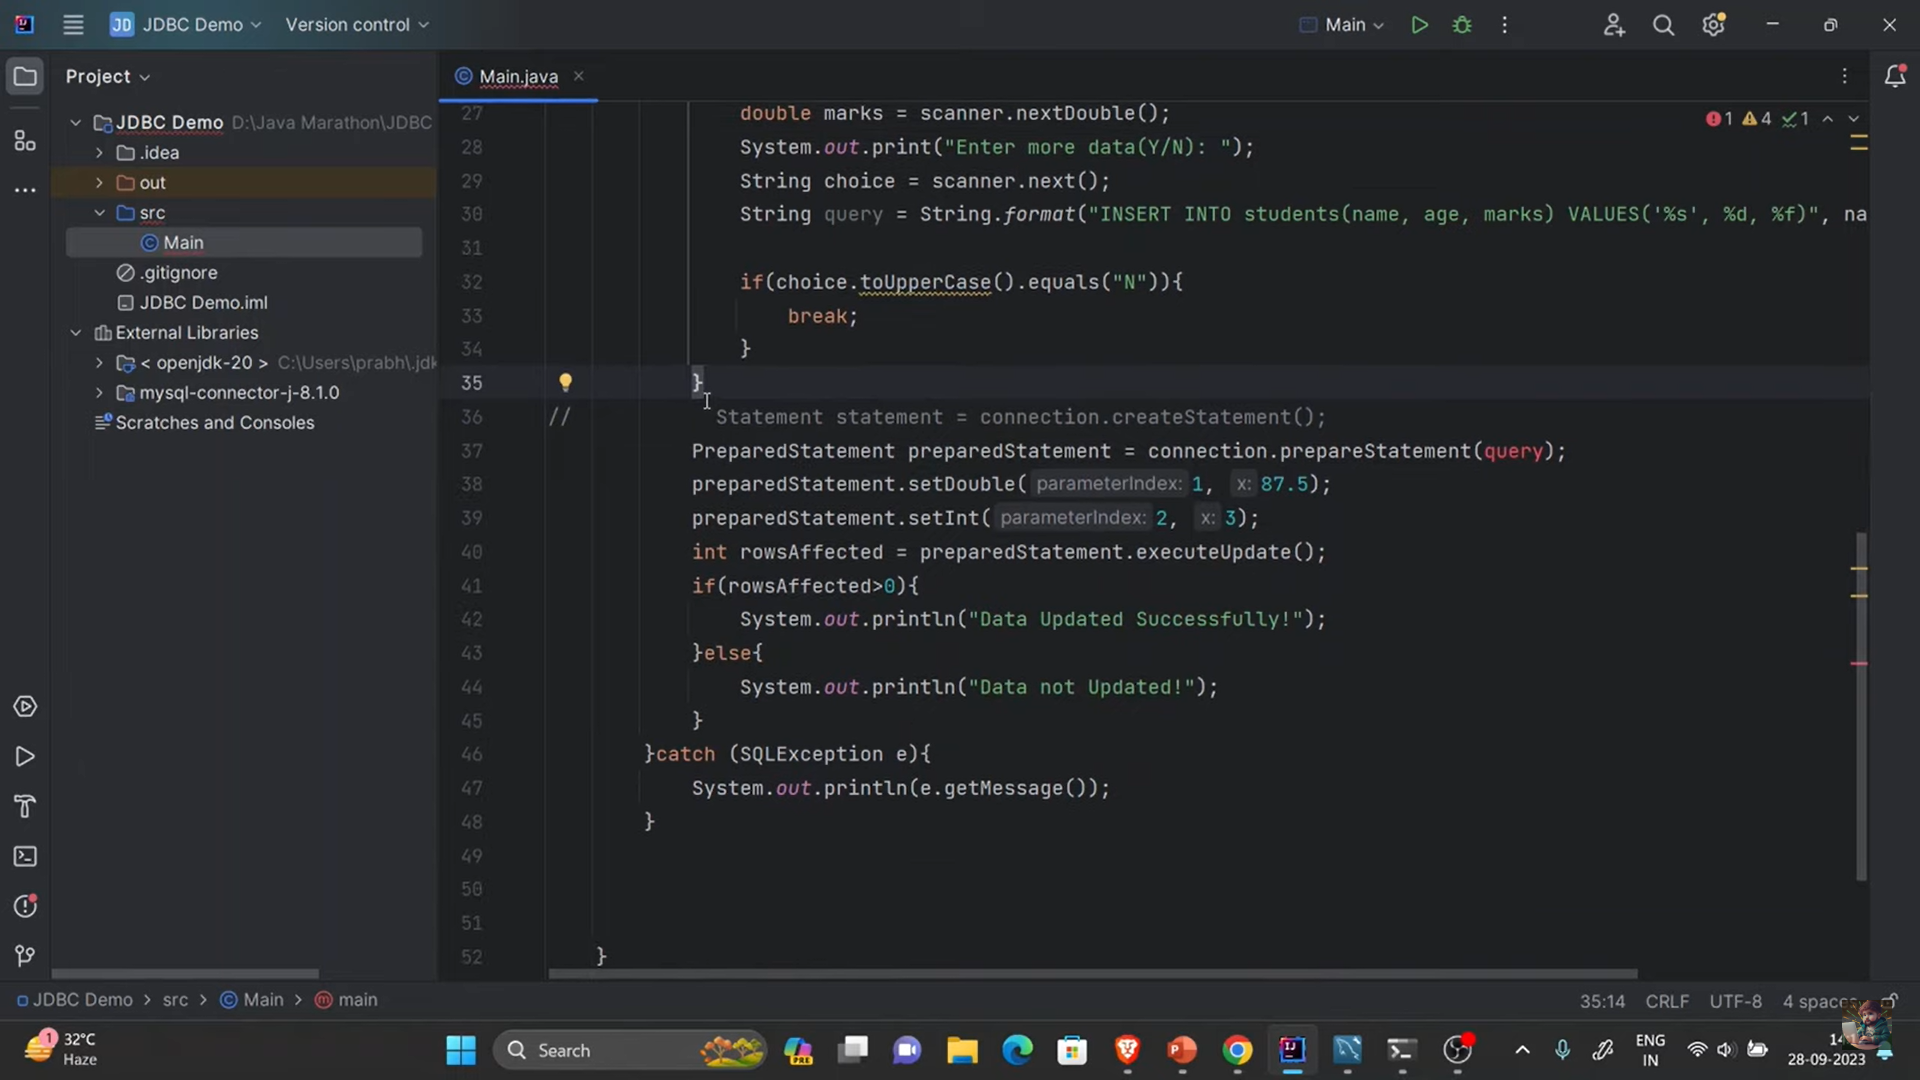 JD JDBC Demo Version control Main
Project
Main.java
JDBC Demo D:\Java Marathon\JDBC
.idea
out
src
Main
.gitignore
JDBC Demo.iml
External Libraries
< openjdk-20 > C:\Users\prabh\.jdk
mysql-connector-j-8.1.0
Scratches and Consoles
1 4 1
27 double marks = scanner.nextDouble();
28 System.out.print("Enter more data(Y/N): ");
29 String choice = scanner.next();
30 String query = String.format("INSERT INTO students(name, age, marks) VALUES('%s', %d, %f)", na
31
32 if(choice.toUpperCase().equals("N")){
33 break;
34 }
35 }
36 // Statement statement = connection.createStatement();
37 PreparedStatement preparedStatement = connection.prepareStatement(query);
38 preparedStatement.setDouble( parameterIndex: 1, x: 87.5);
39 preparedStatement.setInt( parameterIndex: 2, x: 3);
40 int rowsAffected = preparedStatement.executeUpdate();
41 if(rowsAffected>0){
42 System.out.println("Data Updated Successfully!");
43 }else{
44 System.out.println("Data not Updated!");
45 }
46 }catch (SQLException e){
47 System.out.println(e.getMessage());
48 }
49
50
51
52 }
JDBC Demo > src > Main > main
35:14 CRLF UTF-8 4 spaces
1 32°C
Haze
Search
PRE
ENG
IN
28-09-2023